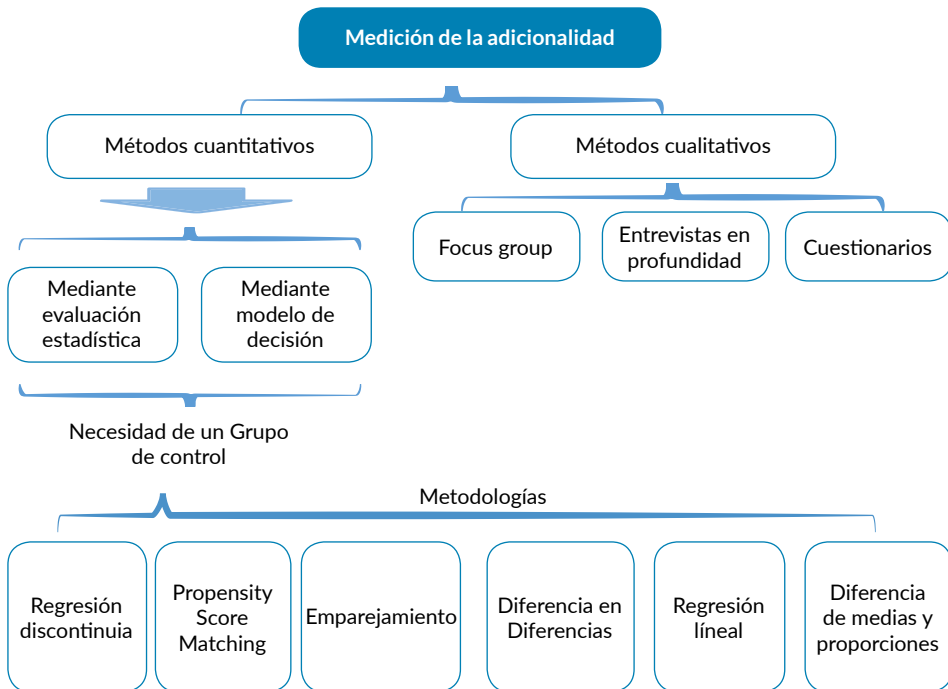 Medición de la adicionalidad
Métodos cuantitativos
Métodos cualitativos
Focus group
Entrevistas en
profundidad
Cuestionarios
Mediante
evaluación
estadística
Mediante
modelo de
decisión
Necesidad de un Grupo
de control
Metodologías
Regresión
discontinuia
Propensity
Score
Matching
Emparejamiento
Diferencia en
Diferencias
Regresión
líneal
Diferencia
de medias y
proporciones